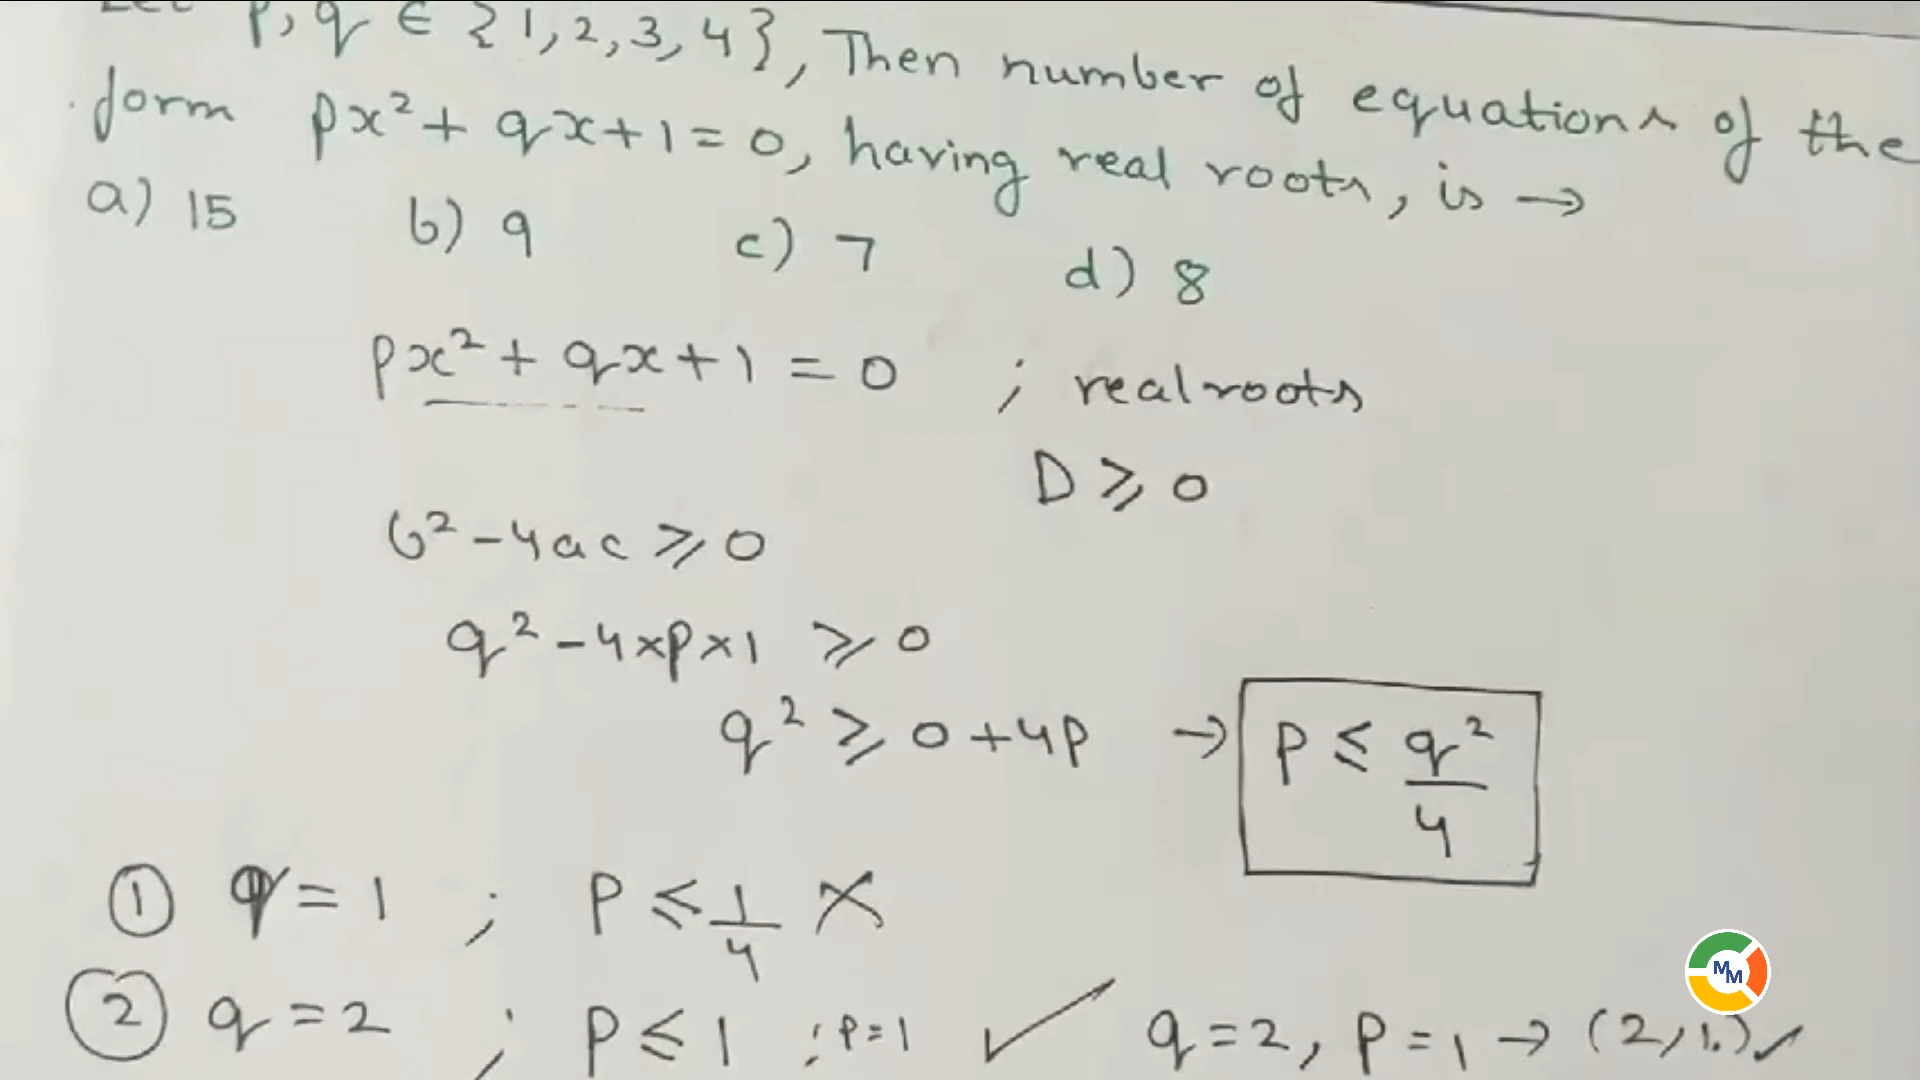 Let p, q ∈ {1,2,3,4}, Then number of equations of the
form px² + qx+1=0, having real roots, is →
a) 15 b) 9 c) 7 d) 8
px² + qx+1 = 0 ; real roots
D ⩾ 0
b² - 4ac ⩾ 0
q² - 4×p×1 ⩾ 0
q² ⩾ 0+4p → p ≤ q²/4
① q = 1 ; p ≤ 1/4 ×
② q = 2 ; p ≤ 1 ; p=1 ✓ q=2, p=1 → (2,1) ✓
MM